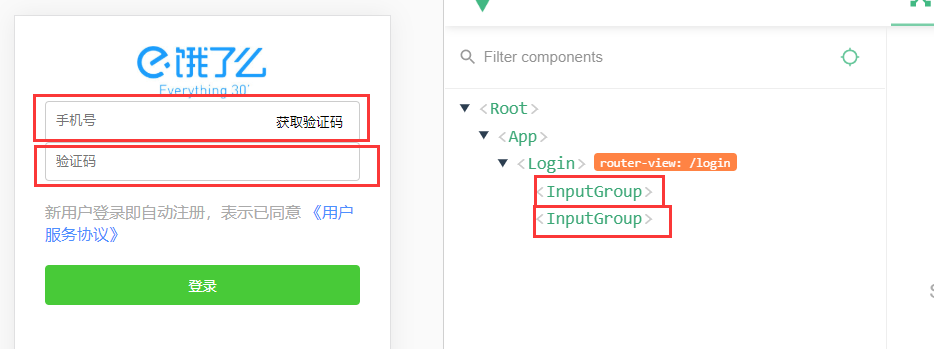 饿了么
Everything 30'
手机号
获取验证码
验证码
新用户登录即自动注册，表示已同意 《用户
服务协议》
登录
Filter components
<Root>
<App>
<Login> router-view: /login
<InputGroup>
<InputGroup>